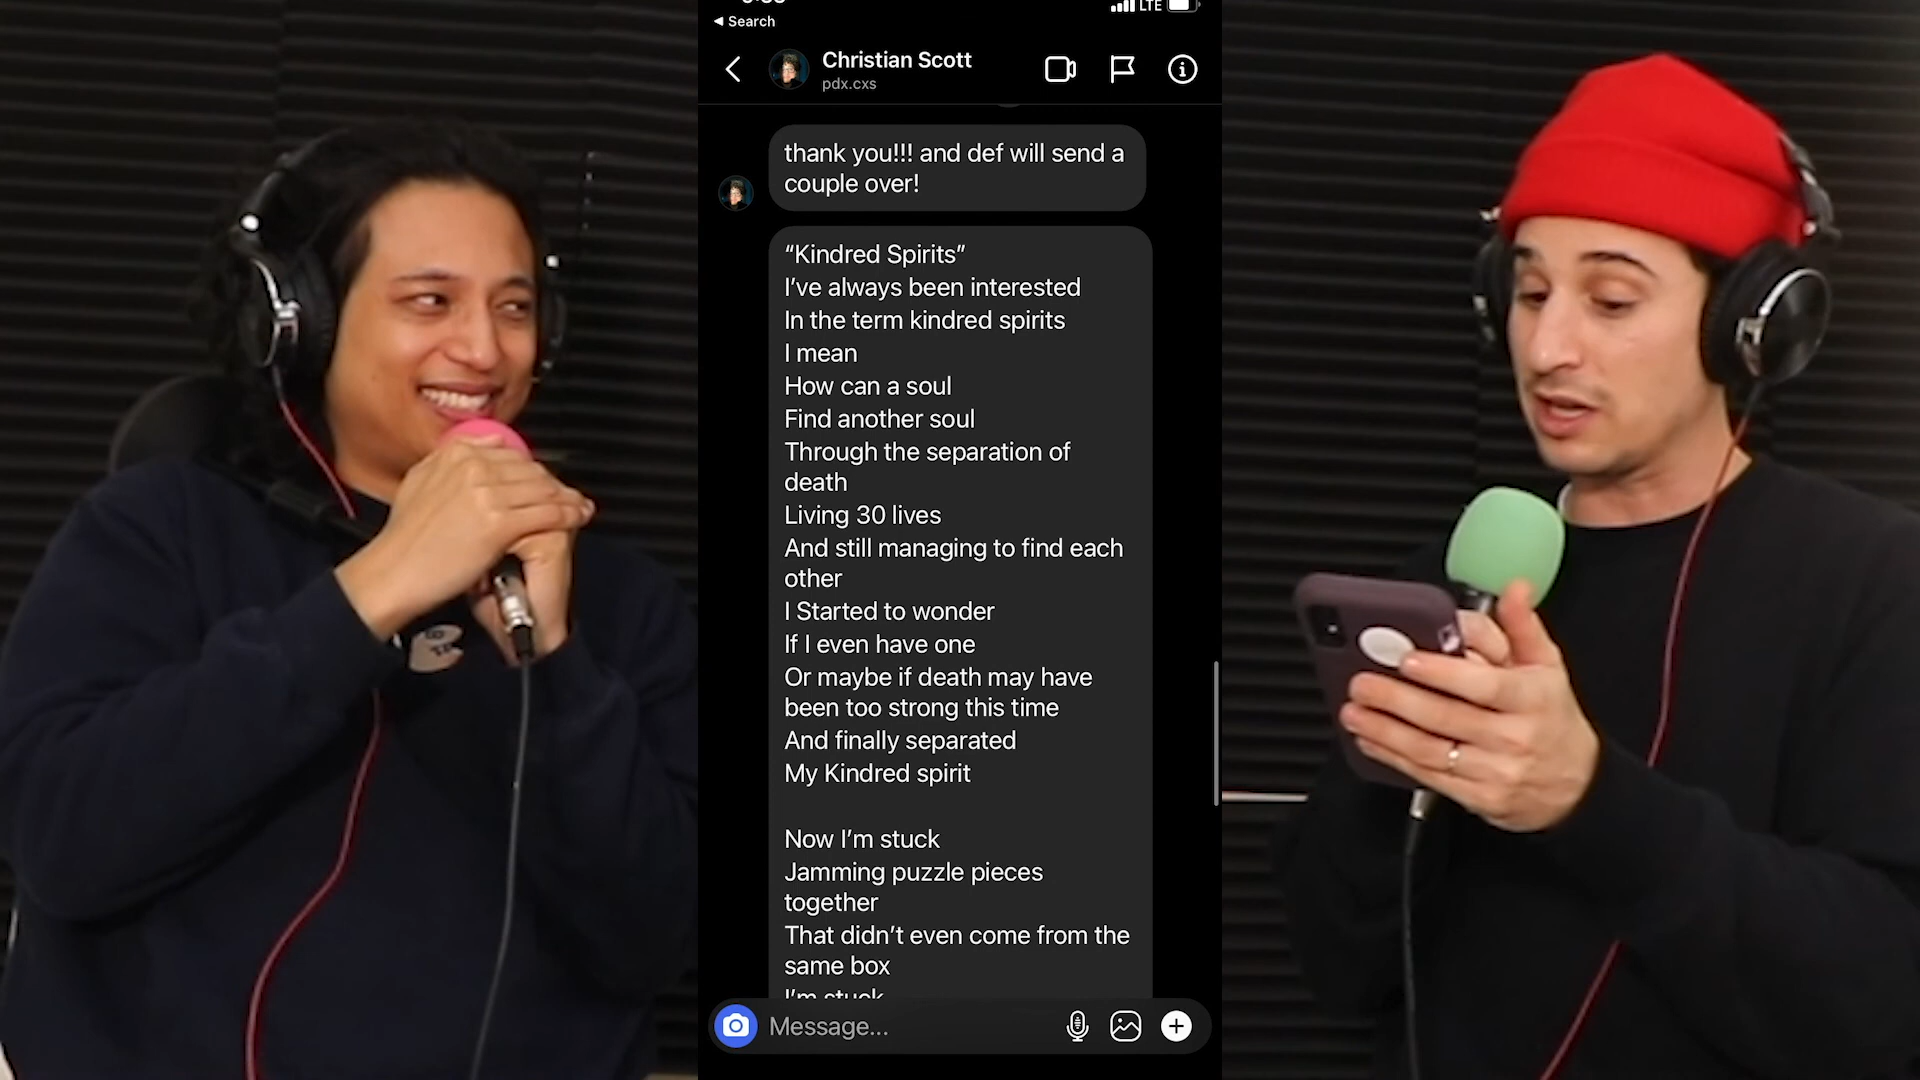 Search
LTE
Christian Scott
pdx.cxs
thank you!!! and def will send a
couple over!
“Kindred Spirits”
I’ve always been interested
In the term kindred spirits
I mean
How can a soul
Find another soul
Through the separation of
death
Living 30 lives
And still managing to find each
other
I Started to wonder
If I even have one
Or maybe if death may have
been too strong this time
And finally separated
My Kindred spirit
Now I’m stuck
Jamming puzzle pieces
together
That didn’t even come from the
same box
I’m stuck
Message...